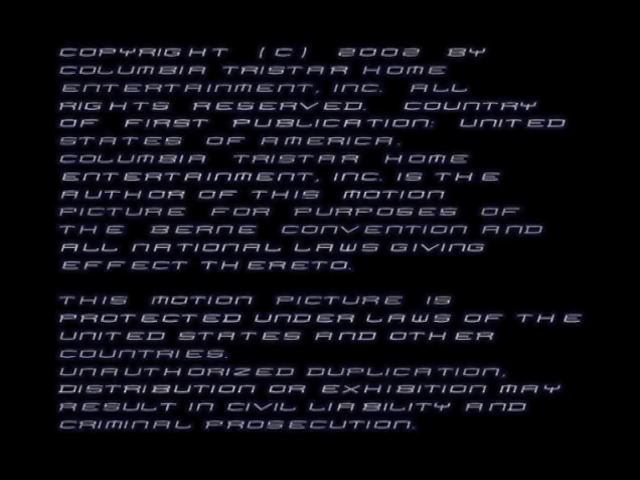 COPYRIGHT (C) 2002 BY
COLUMBIA TRISTAR HOME
ENTERTAINMENT, INC. ALL
RIGHTS RESERVED. COUNTRY
OF FIRST PUBLICATION: UNITED
STATES OF AMERICA.
COLUMBIA TRISTAR HOME
ENTERTAINMENT, INC. IS THE
AUTHOR OF THIS MOTION
PICTURE FOR PURPOSES OF
THE BERNE CONVENTION AND
ALL NATIONAL LAWS GIVING
EFFECT THERETO.
THIS MOTION PICTURE IS
PROTECTED UNDER LAWS OF THE
UNITED STATES AND OTHER
COUNTRIES.
UNAUTHORIZED DUPLICATION,
DISTRIBUTION OR EXHIBITION MAY
RESULT IN CIVIL LIABILITY AND
CRIMINAL PROSECUTION.